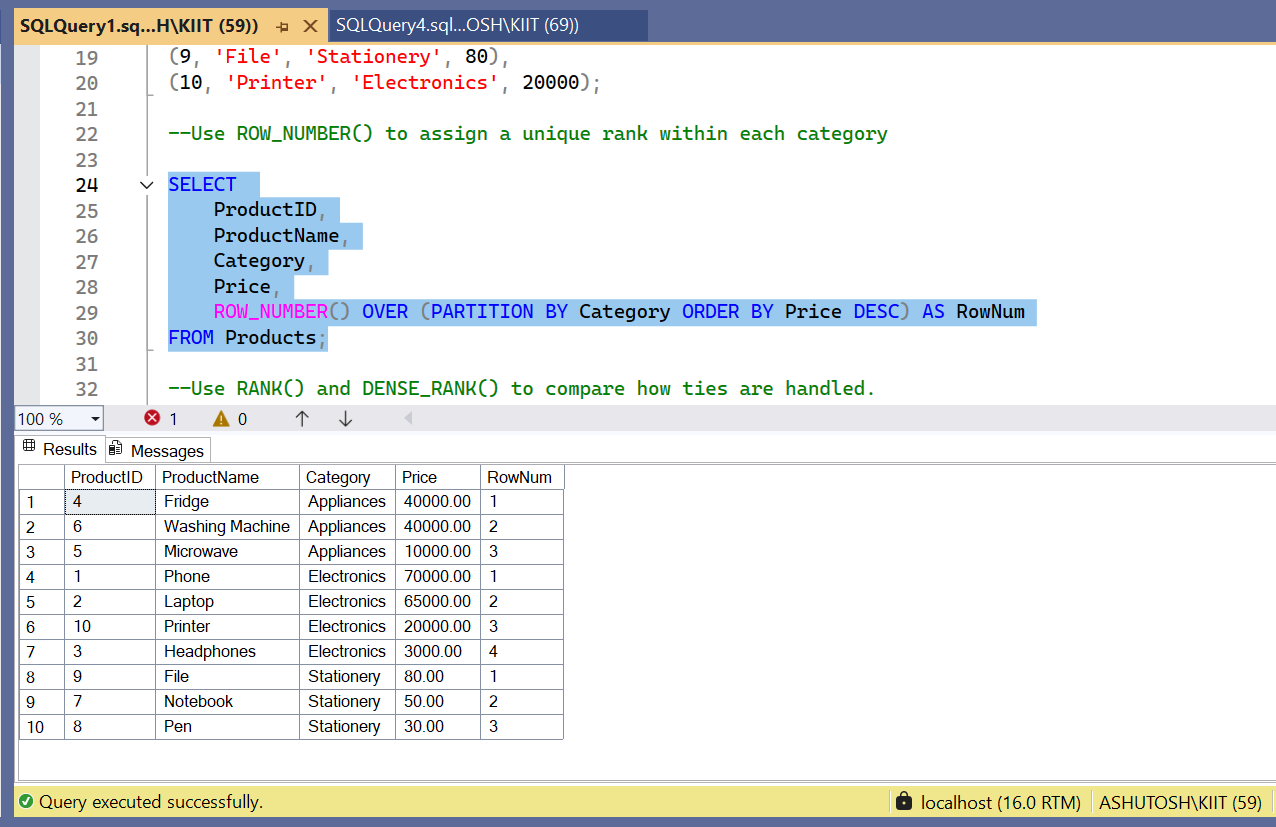 SQLQuery1.sq...H\KIIT (59)) SQLQuery4.sql...OSH\KIIT (69))
19 (9, 'File', 'Stationery', 80),
20 (10, 'Printer', 'Electronics', 20000);
21
22 --Use ROW_NUMBER() to assign a unique rank within each category
23
24 SELECT
25 ProductID,
26 ProductName,
27 Category,
28 Price,
29 ROW_NUMBER() OVER (PARTITION BY Category ORDER BY Price DESC) AS RowNum
30 FROM Products;
31
32 --Use RANK() and DENSE_RANK() to compare how ties are handled.
100 % 1 0
Results Messages
ProductID ProductName Category Price RowNum
1 4 Fridge Appliances 40000.00 1
2 6 Washing Machine Appliances 40000.00 2
3 5 Microwave Appliances 10000.00 3
4 1 Phone Electronics 70000.00 1
5 2 Laptop Electronics 65000.00 2
6 10 Printer Electronics 20000.00 3
7 3 Headphones Electronics 3000.00 4
8 9 File Stationery 80.00 1
9 7 Notebook Stationery 50.00 2
10 8 Pen Stationery 30.00 3
Query executed successfully. localhost (16.0 RTM) ASHUTOSH\KIIT (59)